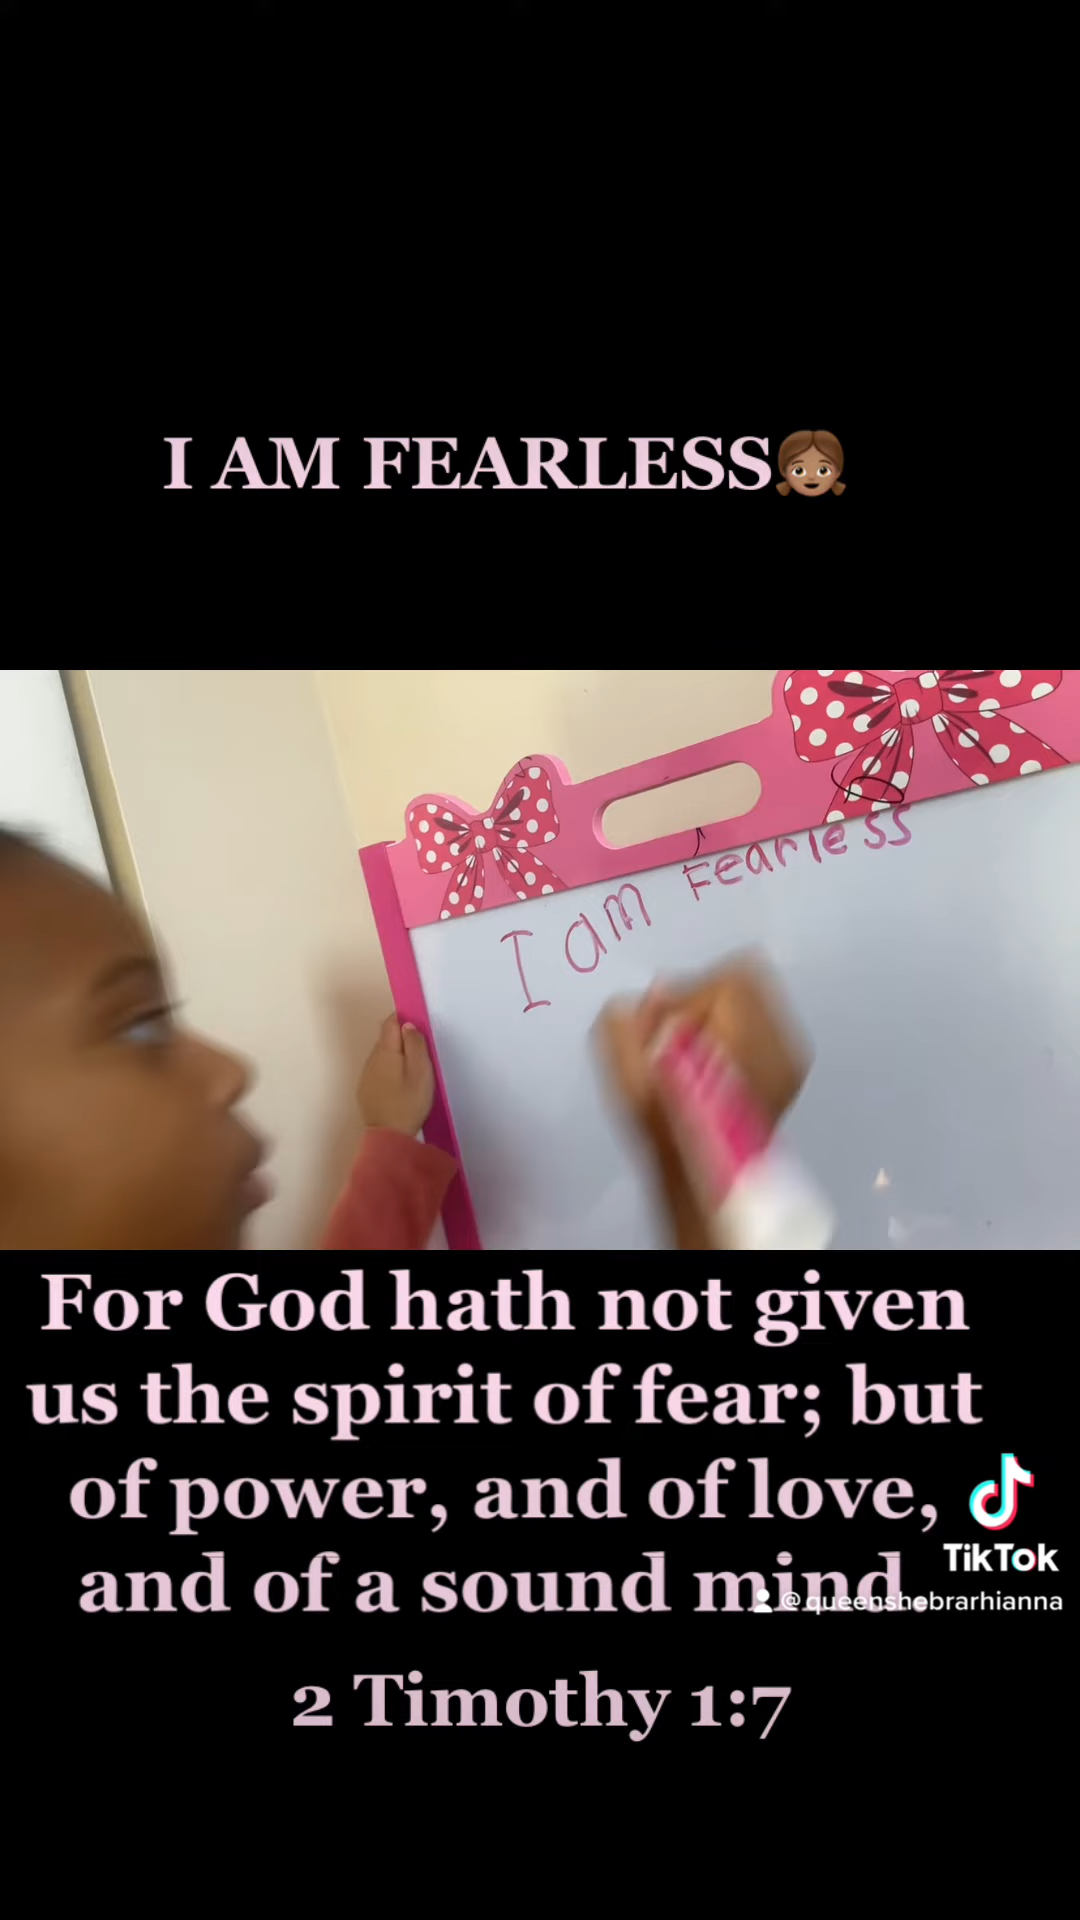 I AM FEARLESS👧🏽
I am Fearless
For God hath not given
us the spirit of fear; but
of power, and of love,
and of a sound mind.
TikTok
@queenshebrarhianna
2 Timothy 1:7